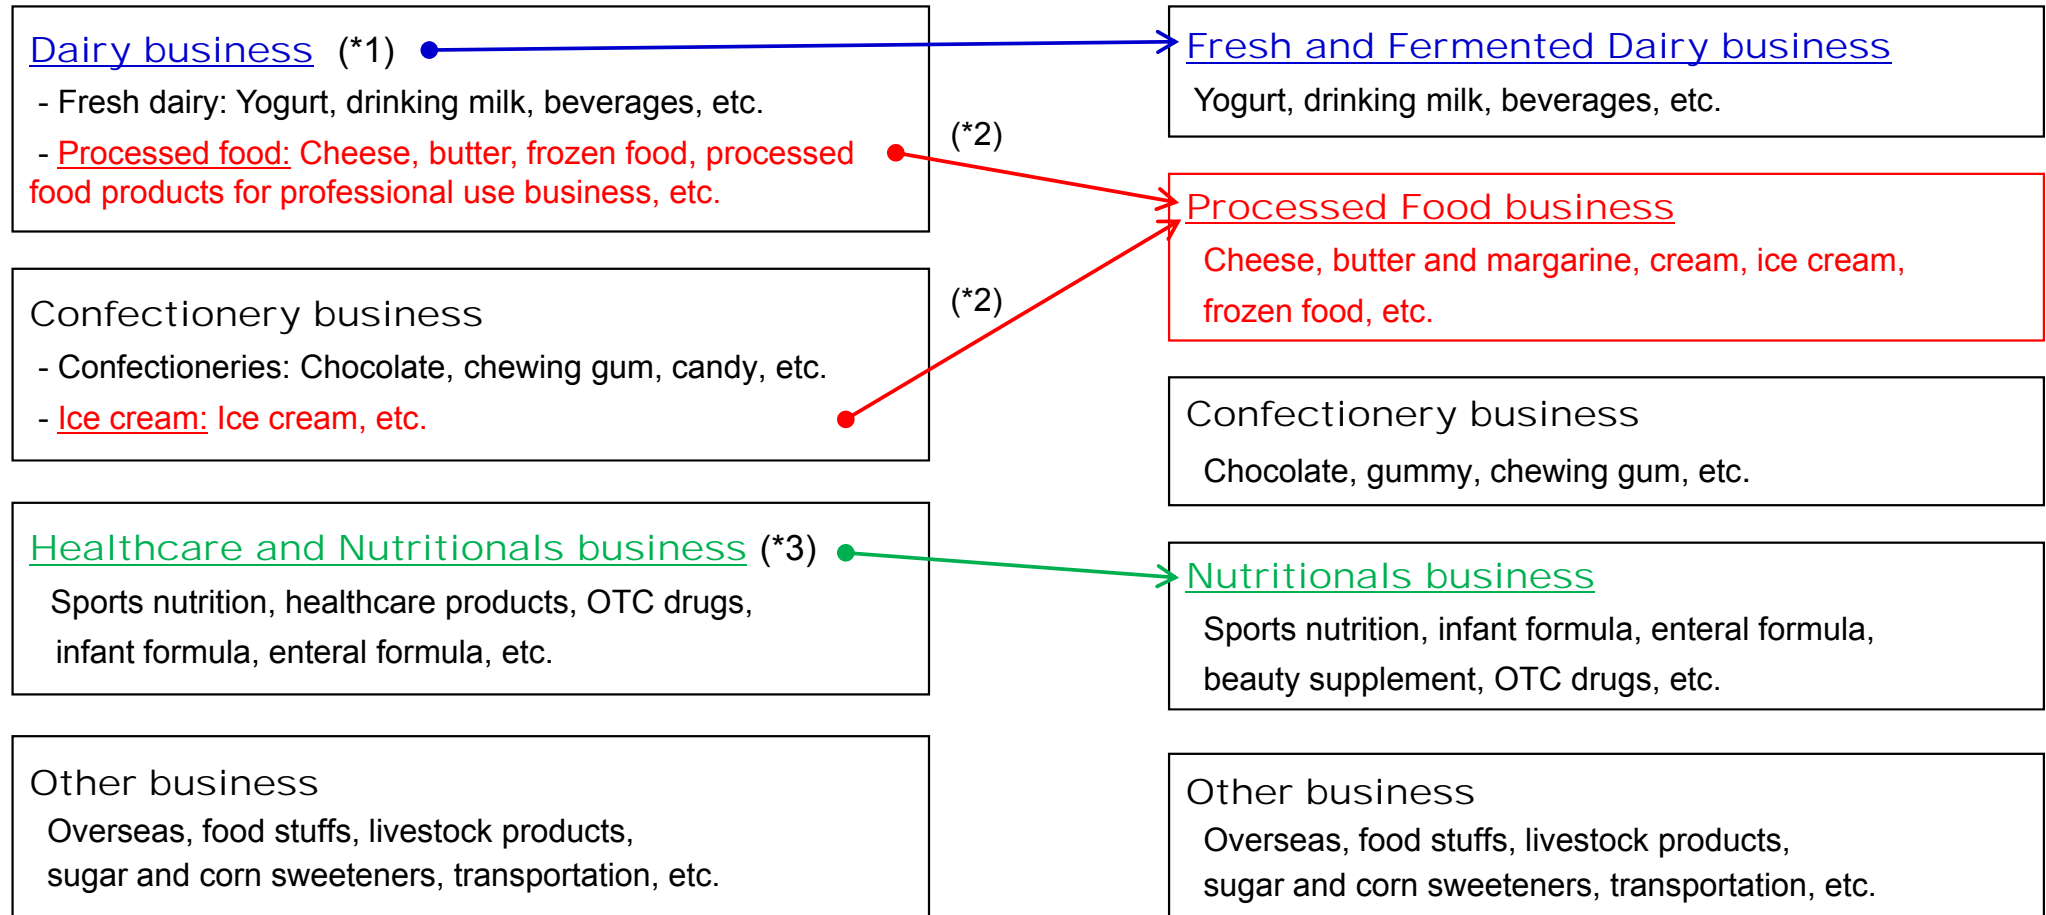 Dairy business (*1)
- Fresh dairy: Yogurt, drinking milk, beverages, etc.
- Processed food: Cheese, butter, frozen food, processed
food products for professional use business, etc.
(*2)
Confectionery business
- Confectioneries: Chocolate, chewing gum, candy, etc.
- Ice cream: Ice cream, etc.
(*2)
Healthcare and Nutritionals business (*3)
Sports nutrition, healthcare products, OTC drugs,
infant formula, enteral formula, etc.
Other business
Overseas, food stuffs, livestock products,
sugar and corn sweeteners, transportation, etc.
Fresh and Fermented Dairy business
Yogurt, drinking milk, beverages, etc.
Processed Food business
Cheese, butter and margarine, cream, ice cream,
frozen food, etc.
Confectionery business
Chocolate, gummy, chewing gum, etc.
Nutritionals business
Sports nutrition, infant formula, enteral formula,
beauty supplement, OTC drugs, etc.
Other business
Overseas, food stuffs, livestock products,
sugar and corn sweeteners, transportation, etc.